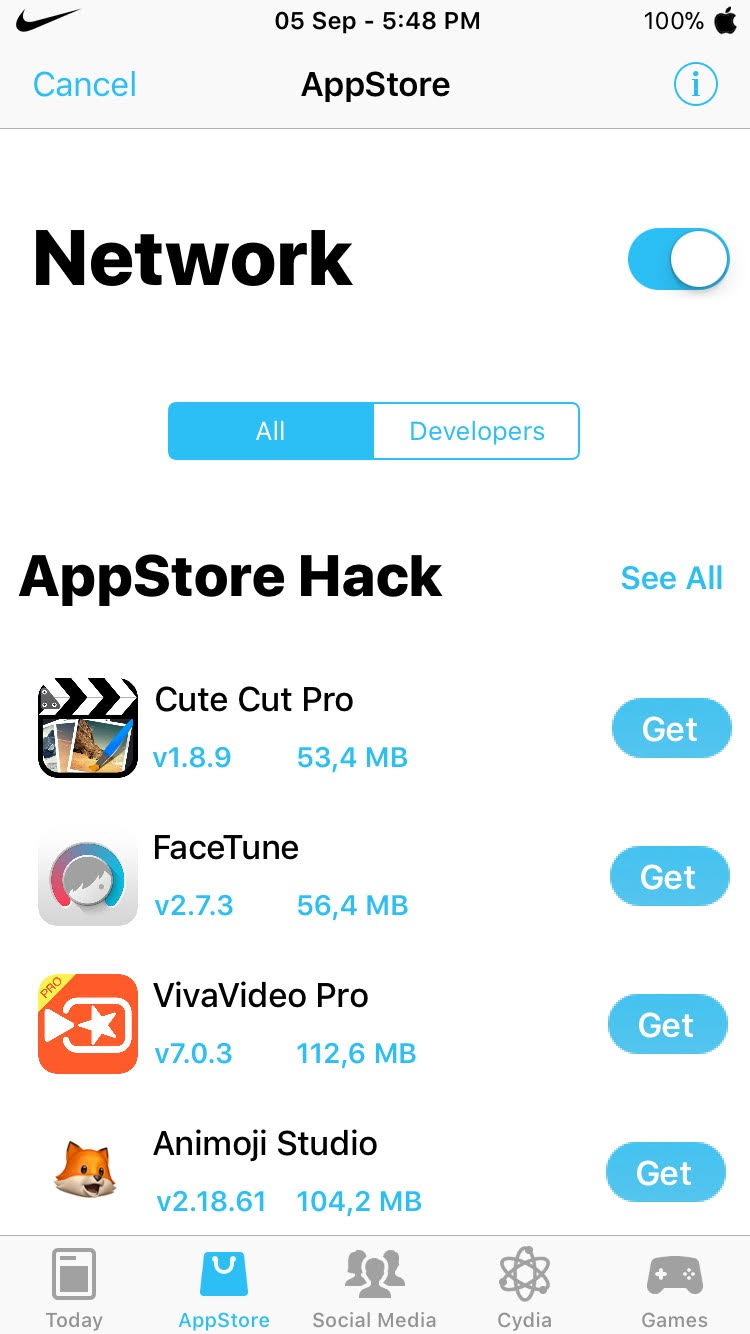 05 Sep - 5:48 PM 100%
Cancel AppStore i
Network
All Developers
AppStore Hack See All
Cute Cut Pro
v1.8.9 53,4 MB Get
FaceTune
v2.7.3 56,4 MB Get
PRO
VivaVideo Pro
v7.0.3 112,6 MB Get
Animoji Studio
v2.18.61 104,2 MB Get
Today AppStore Social Media Cydia Games